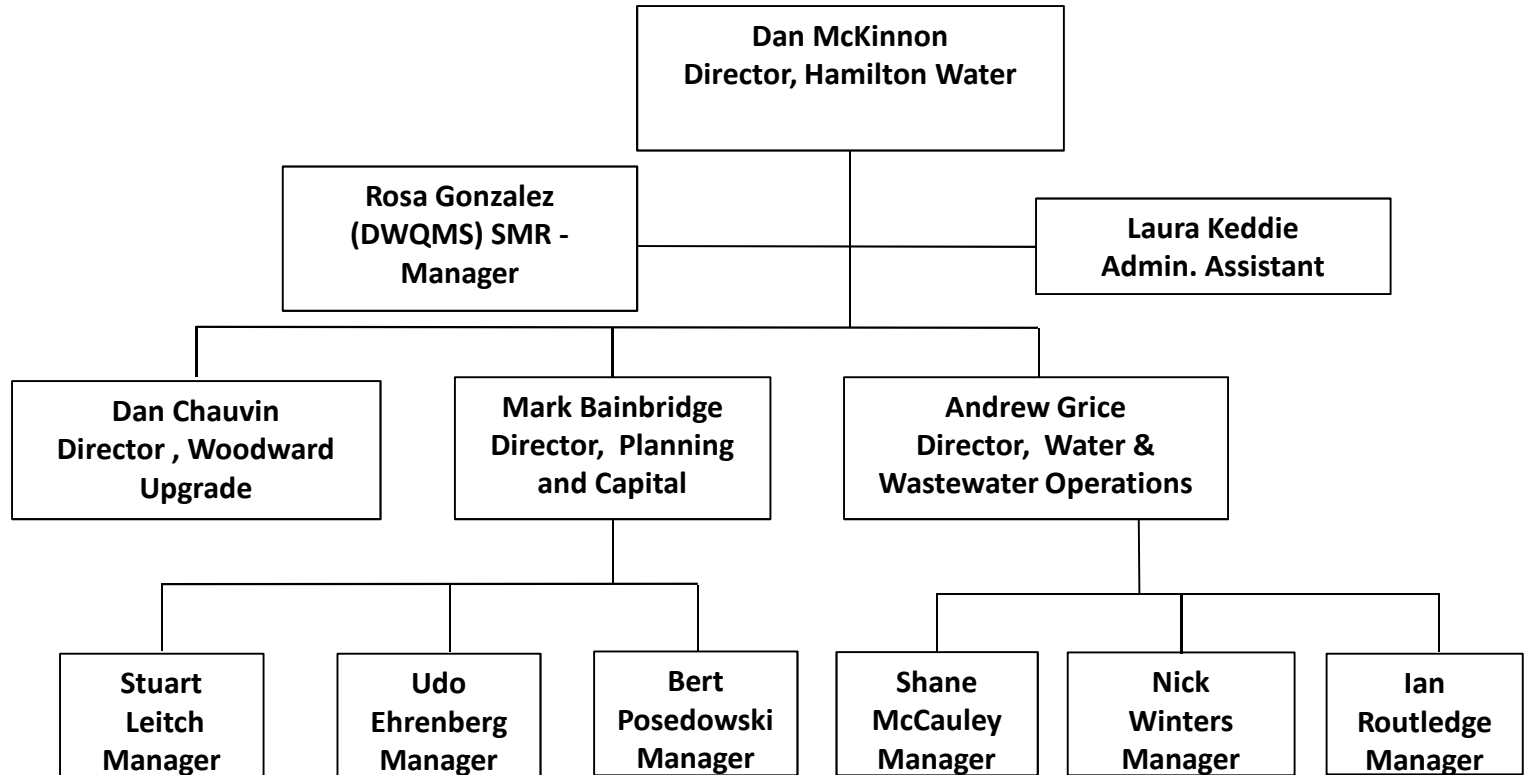 Dan McKinnon
Director, Hamilton Water
Rosa Gonzalez
(DWQMS) SMR -
Manager
Laura Keddie
Admin. Assistant
Dan Chauvin
Director , Woodward
Upgrade
Mark Bainbridge
Director, Planning
and Capital
Andrew Grice
Director, Water &
Wastewater Operations
Stuart
Leitch
Manager
Udo
Ehrenberg
Manager
Bert
Posedowski
Manager
Shane
McCauley
Manager
Nick
Winters
Manager
Ian
Routledge
Manager